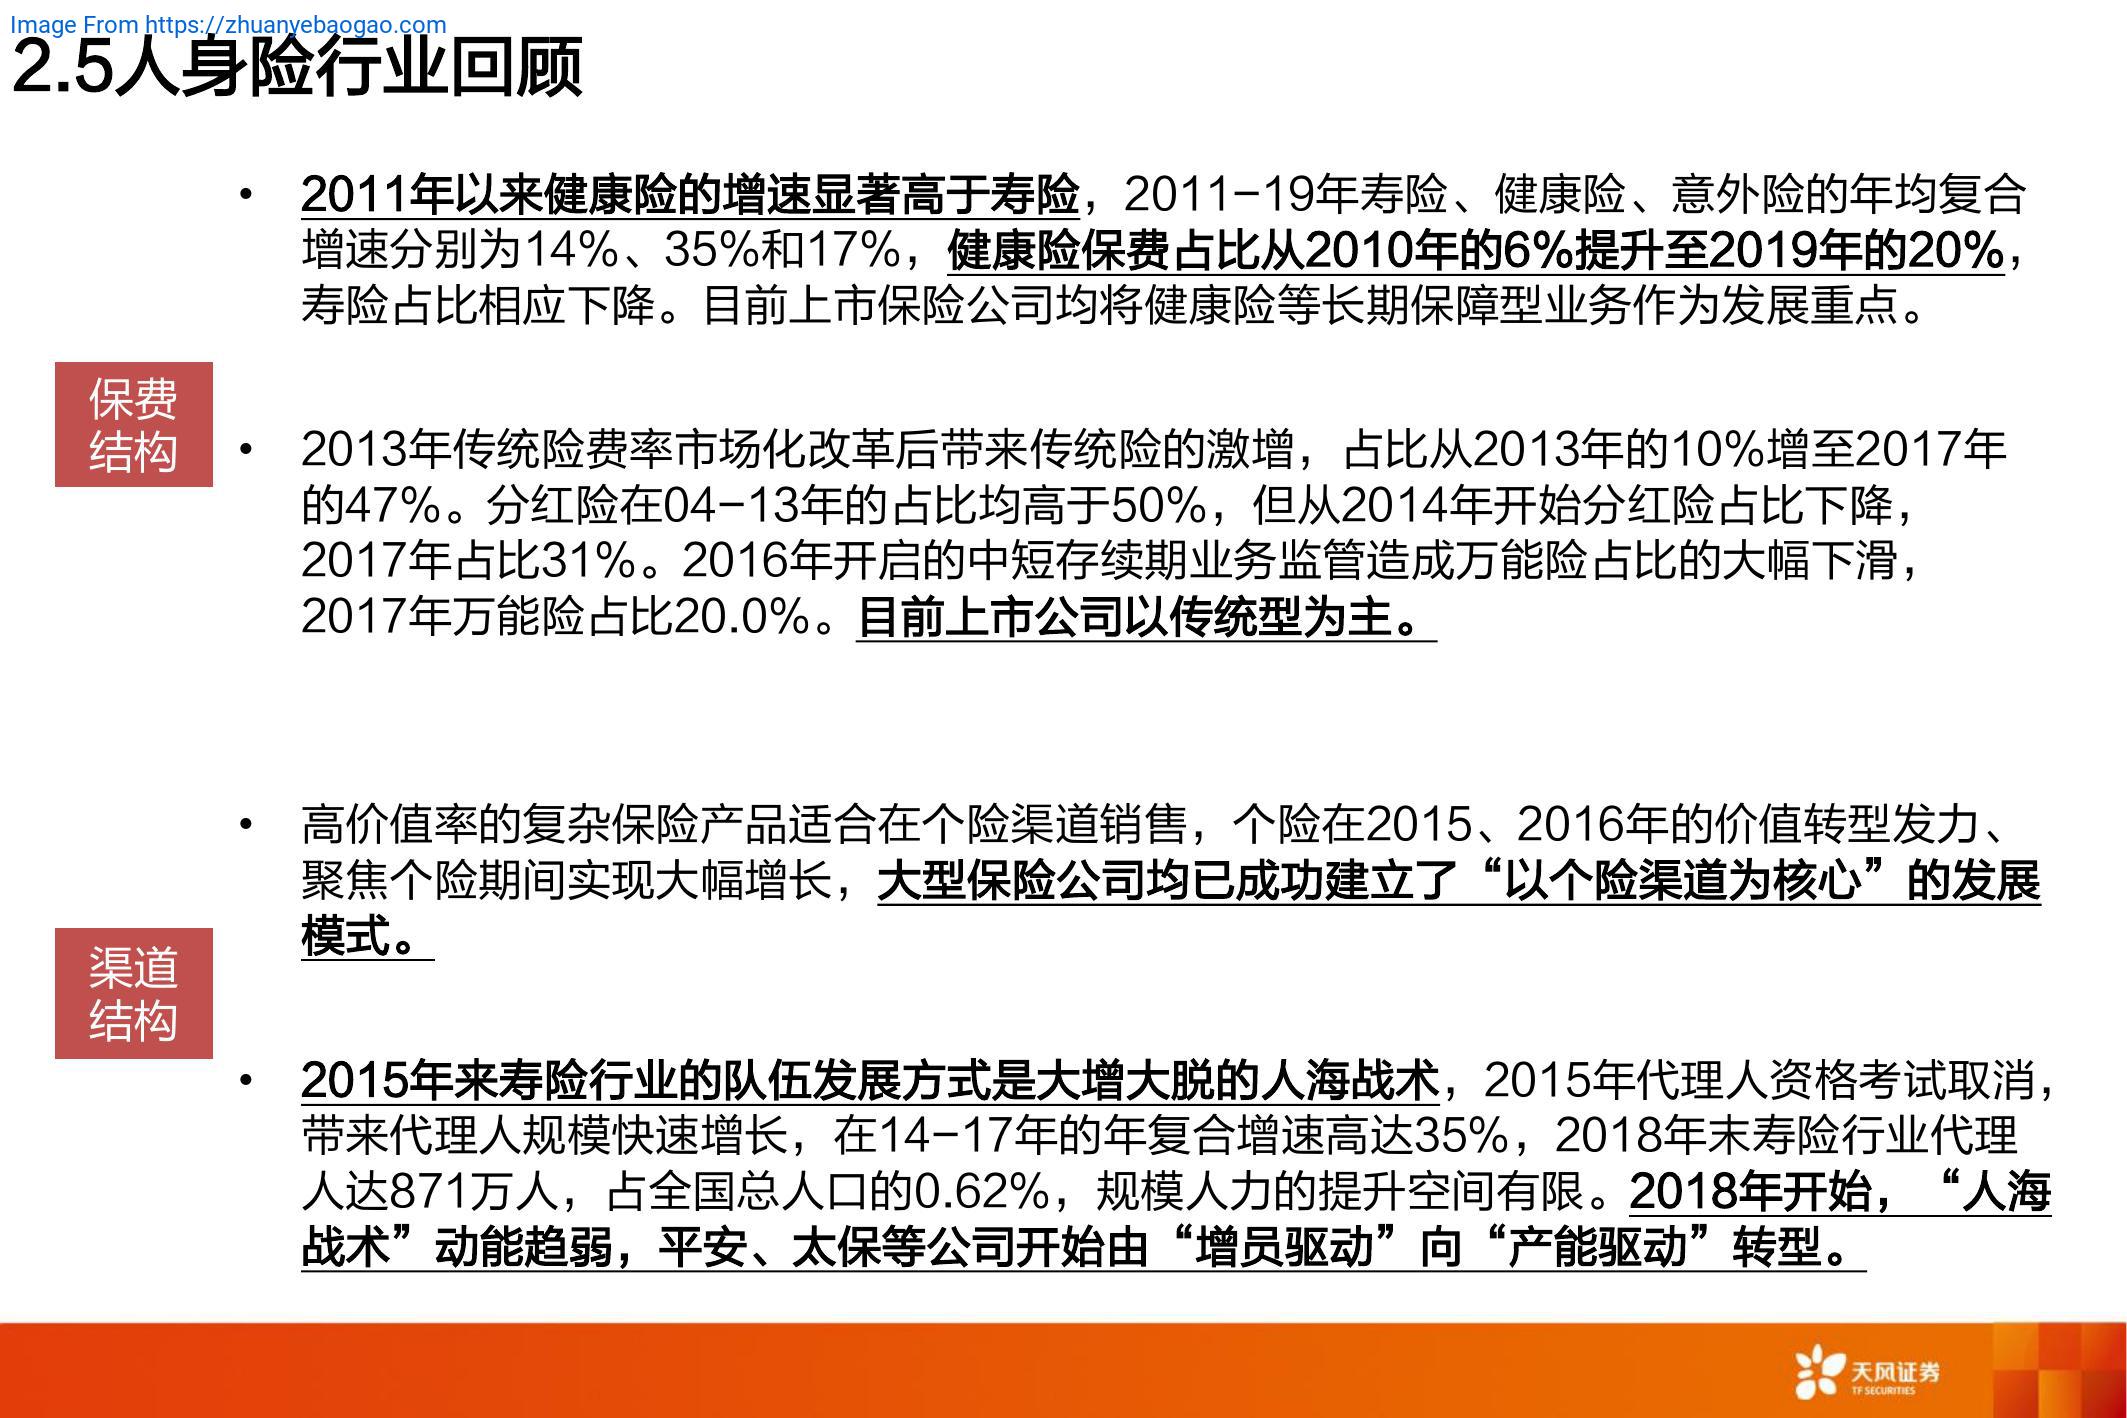 Image From https://zhuanyebaogao.com
2.5人身险行业回顾
• 2011年以来健康险的增速显著高于寿险，2011-19年寿险、健康险、意外险的年均复合
增速分别为14%、35%和17%，健康险保费占比从2010年的6%提升至2019年的20%，
寿险占比相应下降。目前上市保险公司均将健康险等长期保障型业务作为发展重点。
保费
结构
• 2013年传统险费率市场化改革后带来传统险的激增，占比从2013年的10%增至2017年
的47%。分红险在04-13年的占比均高于50%，但从2014年开始分红险占比下降，
2017年占比31%。2016年开启的中短存续期业务监管造成万能险占比的大幅下滑，
2017年万能险占比20.0%。目前上市公司以传统型为主。
• 高价值率的复杂保险产品适合在个险渠道销售，个险在2015、2016年的价值转型发力、
聚焦个险期间实现大幅增长，大型保险公司均已成功建立了“以个险渠道为核心”的发展
模式。
渠道
结构
• 2015年来寿险行业的队伍发展方式是大增大脱的人海战术，2015年代理人资格考试取消，
带来代理人规模快速增长，在14-17年的年复合增速高达35%，2018年末寿险行业代理
人达871万人，占全国总人口的0.62%，规模人力的提升空间有限。2018年开始，“人海
战术”动能趋弱，平安、太保等公司开始由“增员驱动”向“产能驱动”转型。
天风证券
TF SECURITIES